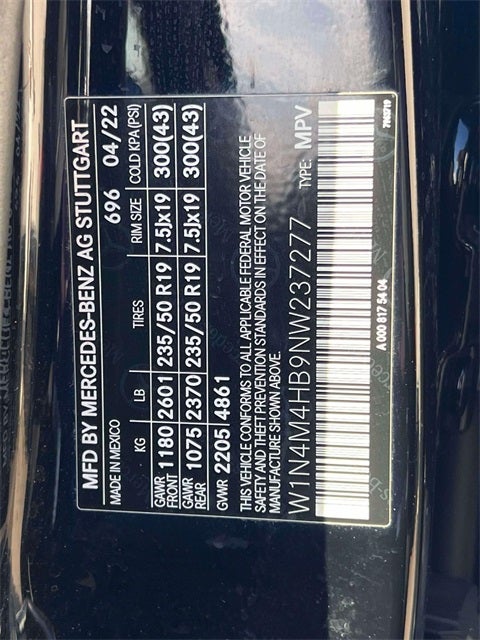 MFD BY MERCEDES-BENZ AG STUTTGART
MADE IN MEXICO 696 04/22
KG LB TIRES RIM SIZE COLD KPA(PSI)
GAWR FRONT 1180 2601 235/50 R19 7.5Jx19 300(43)
GAWR REAR 1075 2370 235/50 R19 7.5Jx19 300(43)
GVWR 2205 4861
THIS VEHICLE CONFORMS TO ALL APPLICABLE FEDERAL MOTOR VEHICLE
SAFETY AND THEFT PREVENTION STANDARDS IN EFFECT ON THE DATE OF
MANUFACTURE SHOWN ABOVE.
W1N4M4HB9NW237277 TYPE: MPV
A 000 817 54 04